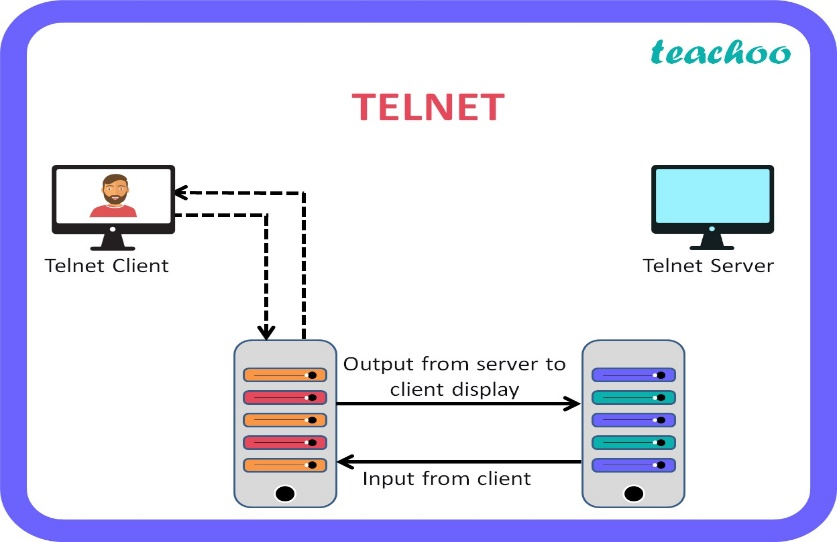 teachoo
TELNET
Telnet Client
Telnet Server
Output from server to
client display
Input from client